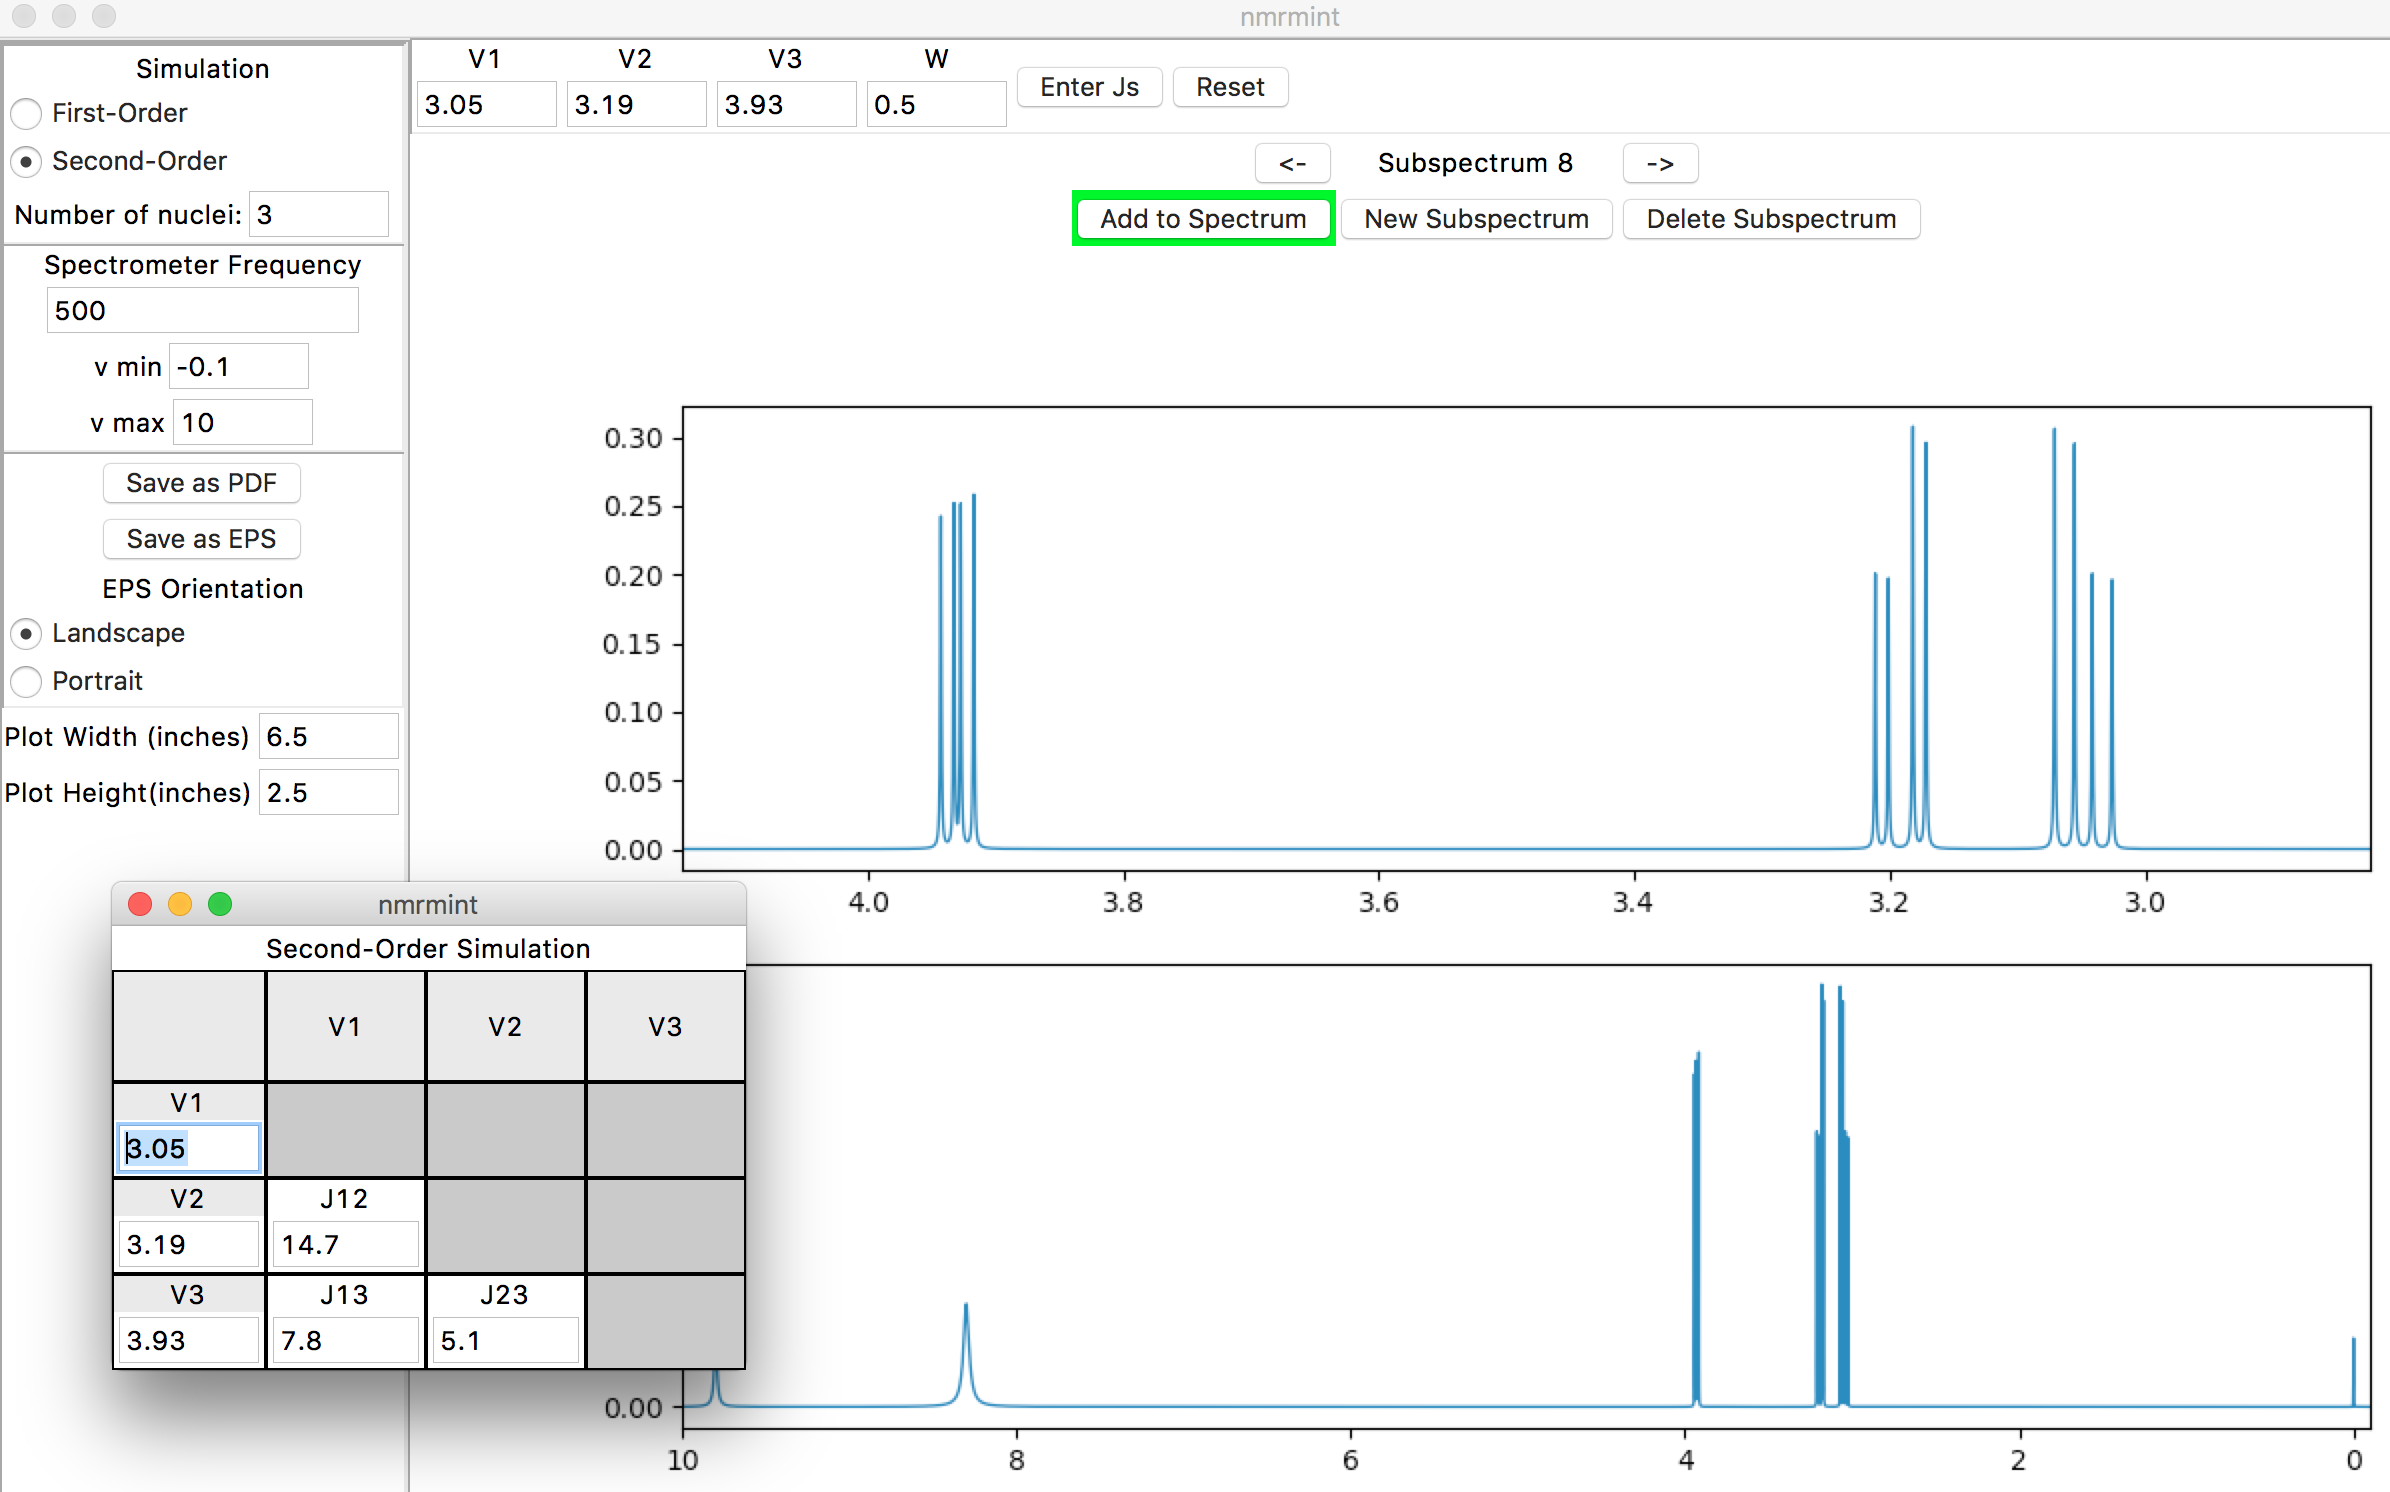 nmrmint
Simulation
First-Order
Second-Order
Number of nuclei: 3
Spectrometer Frequency
500
v min -0.1
v max 10
Save as PDF
Save as EPS
EPS Orientation
Landscape
Portrait
Plot Width (inches) 6.5
Plot Height(inches) 2.5
V1 V2 V3 W
3.05 3.19 3.93 0.5 Enter Js Reset
<- Subspectrum 8 ->
Add to Spectrum New Subspectrum Delete Subspectrum
0.30
0.25
0.20
0.15
0.10
0.05
0.00
4.0 3.8 3.6 3.4 3.2 3.0
nmrmint
Second-Order Simulation
V1 V2 V3
V1
3.05
V2 J12
3.19 14.7
V3 J13 J23
3.93 7.8 5.1
0.00
10 8 6 4 2 0